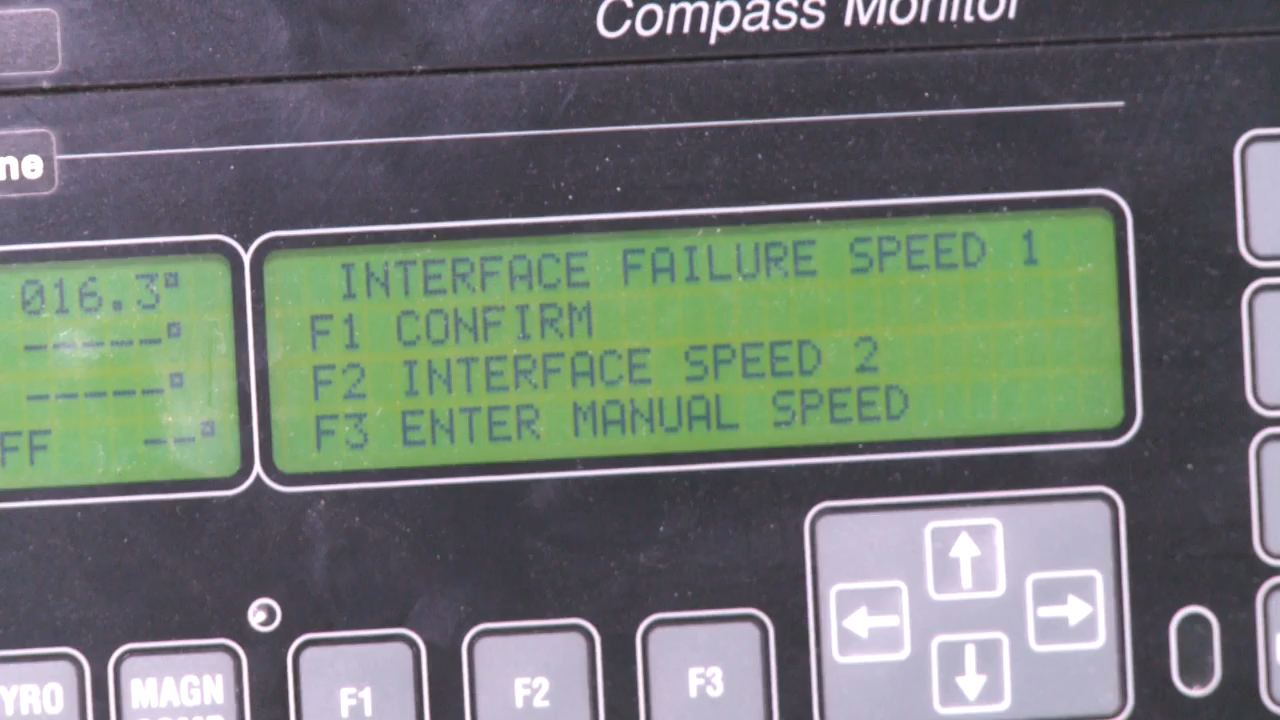 Compass Monitor
ne
016.3°
-----°
-----°
FF --°
INTERFACE FAILURE SPEED 1
F1 CONFIRM
F2 INTERFACE SPEED 2
F3 ENTER MANUAL SPEED
YRO
MAGN
F1
F2
F3